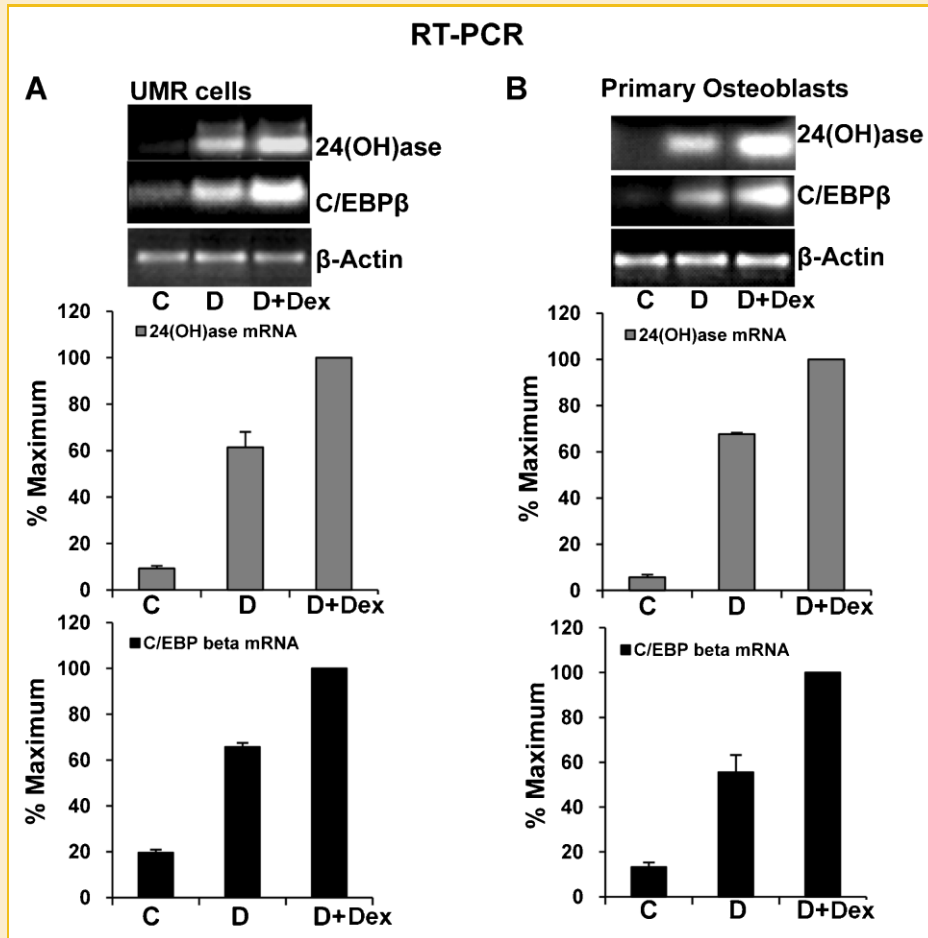 RT-PCR
A
UMR cells
24(OH)ase
C/EBPβ
β-Actin
C D D+Dex
120
100
80
60
40
20
0
% Maximum
24(OH)ase mRNA
C D D+Dex
120
100
80
60
40
20
0
% Maximum
C/EBP beta mRNA
C D D+Dex
B
Primary Osteoblasts
24(OH)ase
C/EBPβ
β-Actin
C D D+Dex
120
100
80
60
40
20
0
% Maximum
24(OH)ase mRNA
C D D+Dex
120
100
80
60
40
20
0
% Maximum
C/EBP beta mRNA
C D D+Dex